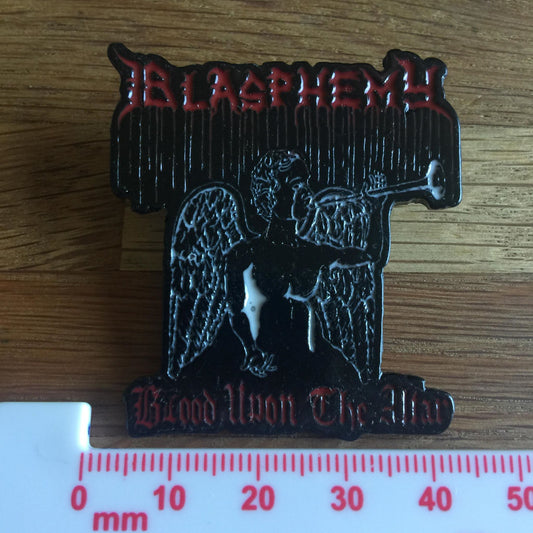 BLASPHEMY
Blood Upon The Altar
0 10 20 30 40 50
mm